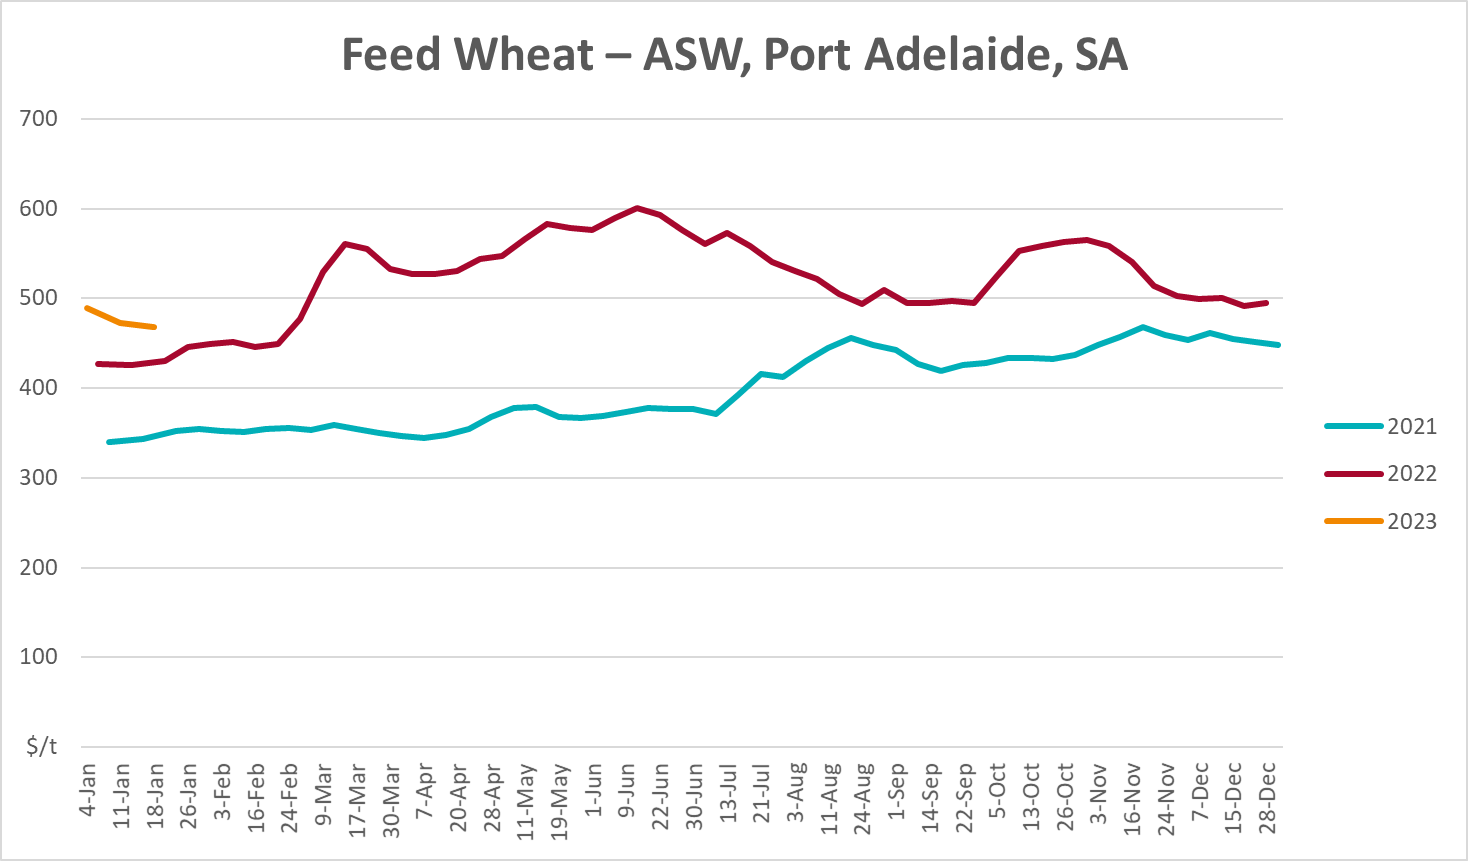 Feed Wheat – ASW, Port Adelaide, SA
700
600
500
400
300
200
100
$/t
4-Jan
11-Jan
18-Jan
26-Jan
3-Feb
16-Feb
24-Feb
9-Mar
17-Mar
30-Mar
7-Apr
20-Apr
28-Apr
11-May
19-May
1-Jun
9-Jun
22-Jun
30-Jun
13-Jul
21-Jul
3-Aug
11-Aug
24-Aug
1-Sep
14-Sep
22-Sep
5-Oct
13-Oct
26-Oct
3-Nov
16-Nov
24-Nov
7-Dec
15-Dec
28-Dec
2021
2022
2023